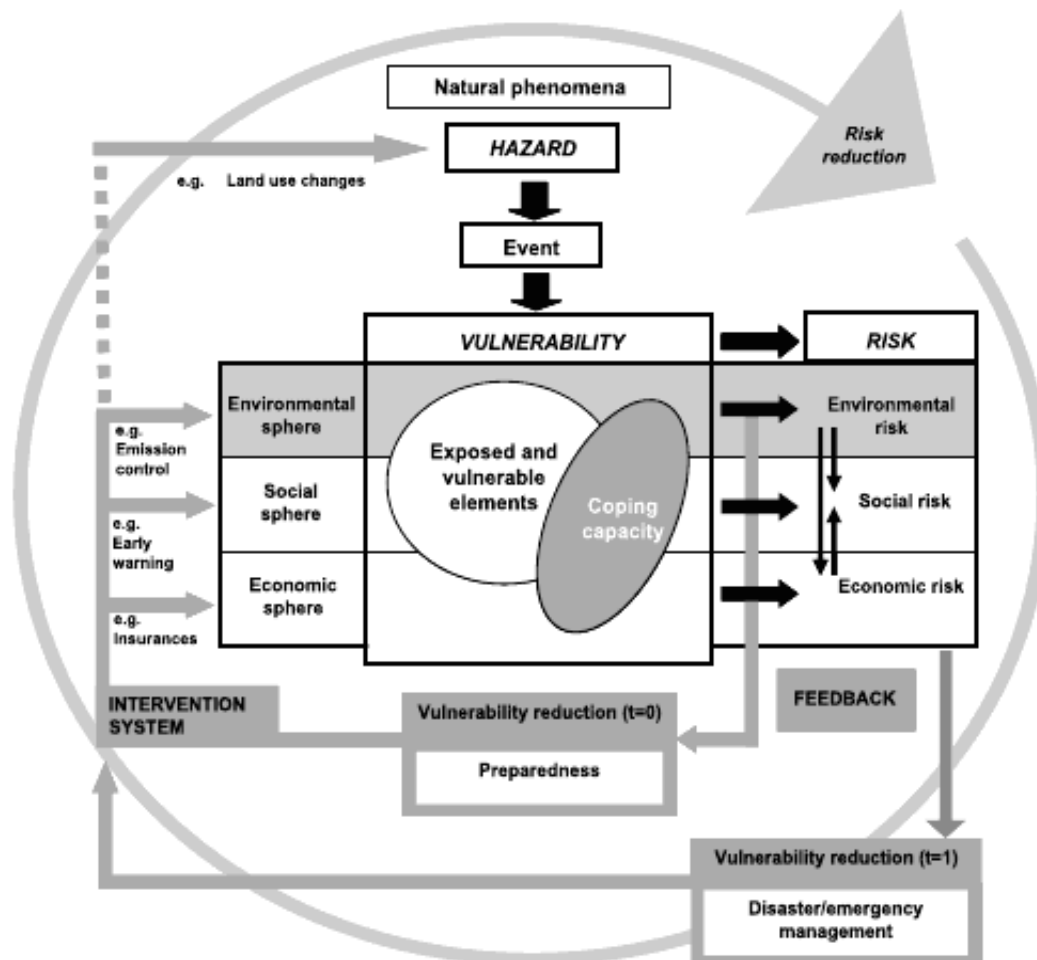 Natural phenomena
HAZARD
Risk
reduction
e.g. Land use changes
Event
VULNERABILITY
RISK
Environmental
sphere
Environmental
risk
e.g.
Emission
control
Exposed and
vulnerable
elements
Social
sphere
Coping
capacity
Social risk
e.g.
Early
warning
Economic
sphere
Economic risk
e.g.
Insurances
INTERVENTION
SYSTEM
Vulnerability reduction (t=0)
FEEDBACK
Preparedness
Vulnerability reduction (t=1)
Disaster/emergency
management